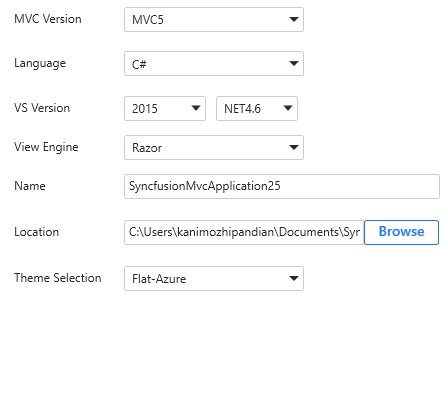 MVC Version MVC5
Language C#
VS Version 2015 NET4.6
View Engine Razor
Name SyncfusionMvcApplication25
Location C:\Users\kanimozhipandian\Documents\Syr Browse
Theme Selection Flat-Azure